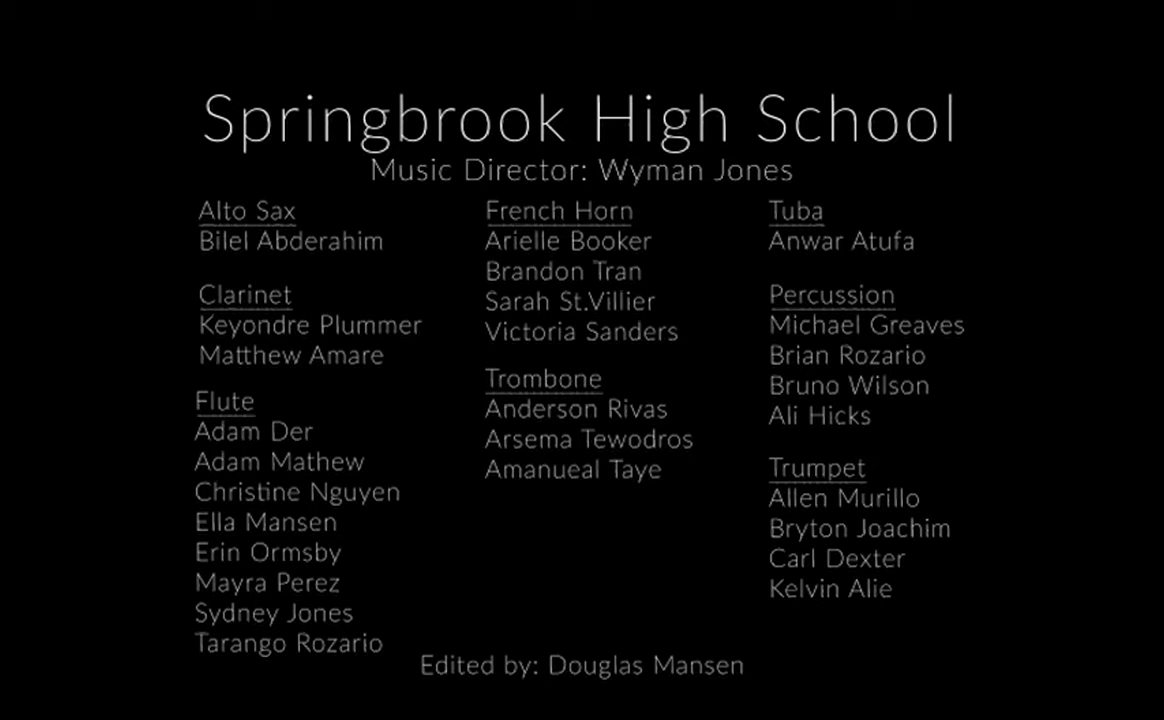 Springbrook High School
Music Director: Wyman Jones
Alto Sax
Bilel Abderahim
Clarinet
Keyondre Plummer
Matthew Amare
Flute
Adam Der
Adam Mathew
Christine Nguyen
Ella Mansen
Erin Ormsby
Mayra Perez
Sydney Jones
Tarango Rozario
French Horn
Arielle Booker
Brandon Tran
Sarah St.Villier
Victoria Sanders
Trombone
Anderson Rivas
Arsema Tewodros
Amanueal Taye
Tuba
Anwar Atufa
Percussion
Michael Greaves
Brian Rozario
Bruno Wilson
Ali Hicks
Trumpet
Allen Murillo
Bryton Joachim
Carl Dexter
Kelvin Alie
Edited by: Douglas Mansen